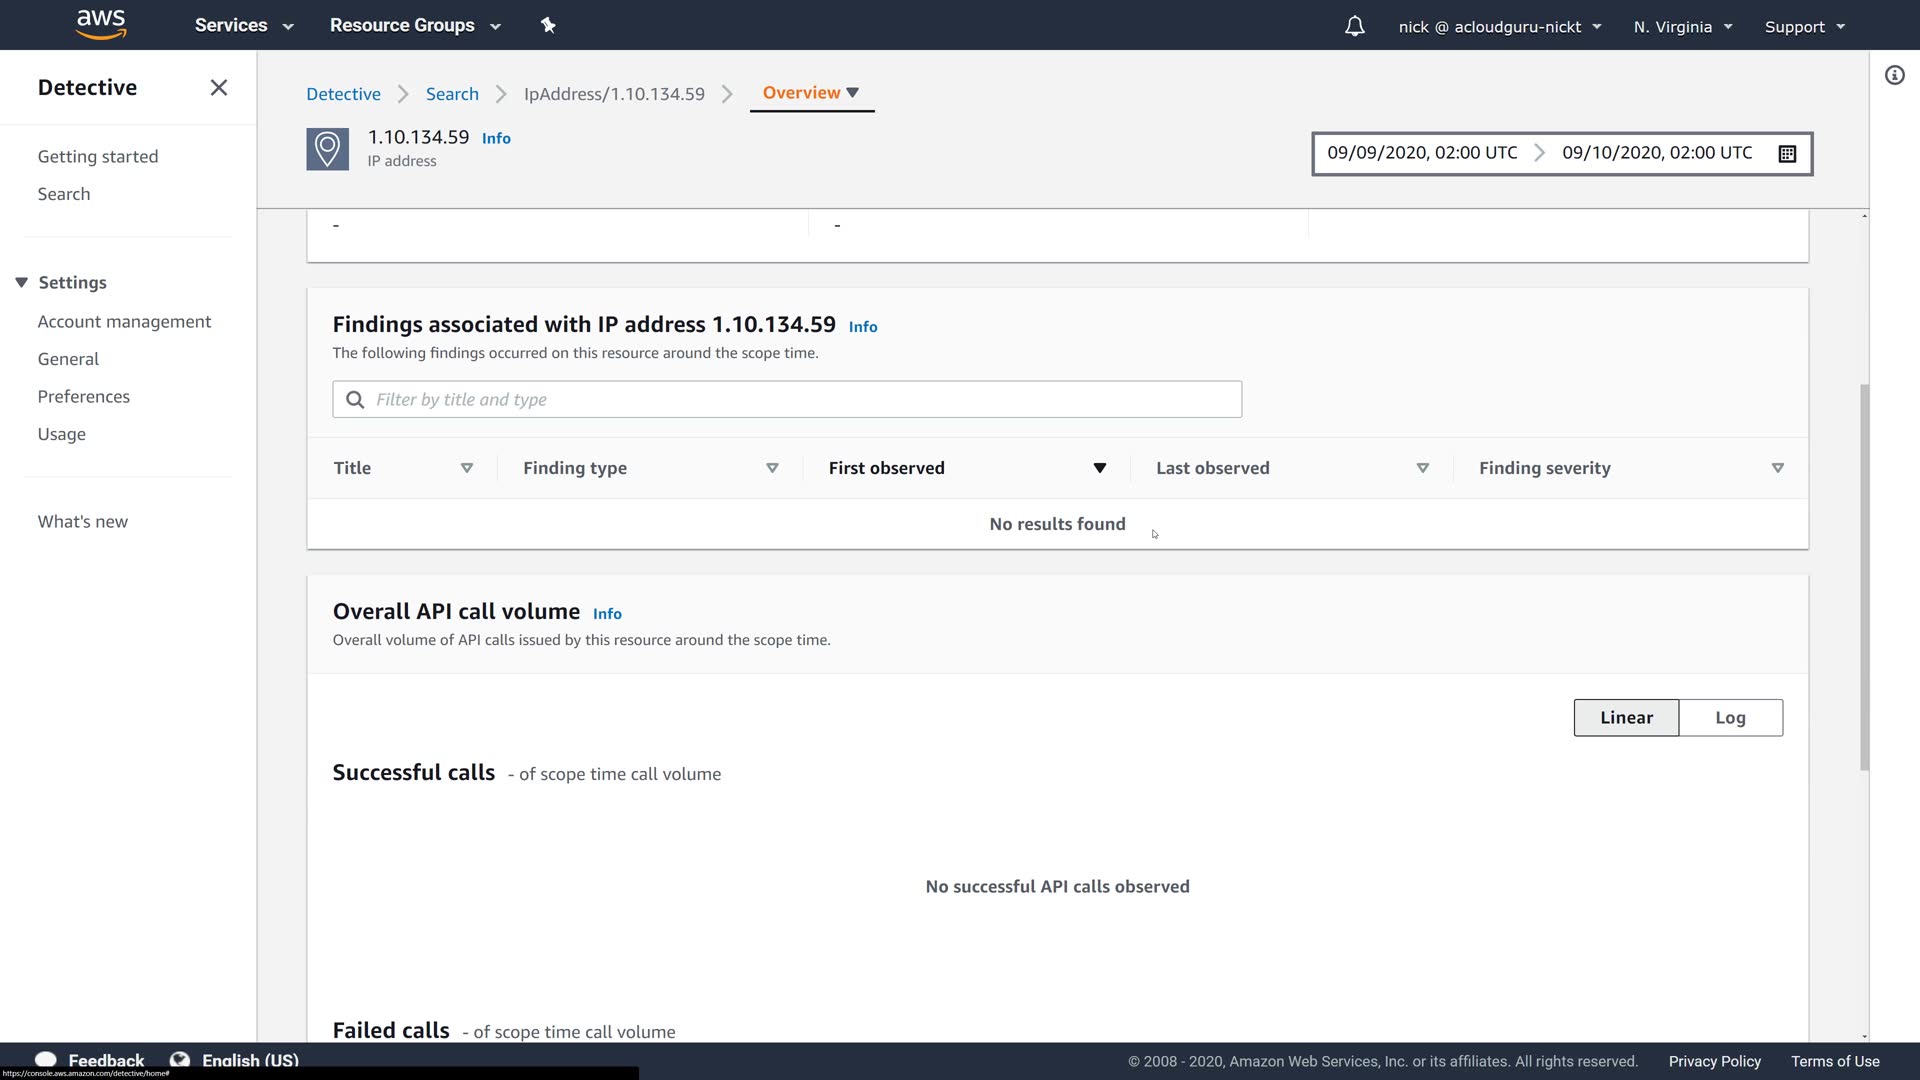 aws
Services
Resource Groups
nick @ acloudguru-nickt
N. Virginia
Support
Detective
Getting started
Search
Settings
Account management
General
Preferences
Usage
What's new
Detective
Search
IpAddress/1.10.134.59
Overview
1.10.134.59 Info
IP address
09/09/2020, 02:00 UTC
09/10/2020, 02:00 UTC
-
-
Findings associated with IP address 1.10.134.59 Info
The following findings occurred on this resource around the scope time.
Filter by title and type
Title
Finding type
First observed
Last observed
Finding severity
No results found
Overall API call volume Info
Overall volume of API calls issued by this resource around the scope time.
Linear
Log
Successful calls - of scope time call volume
No successful API calls observed
Failed calls - of scope time call volume
Feedback
English (US)
© 2008 - 2020, Amazon Web Services, Inc. or its affiliates. All rights reserved.
Privacy Policy
Terms of Use
https://console.aws.amazon.com/detective/home#